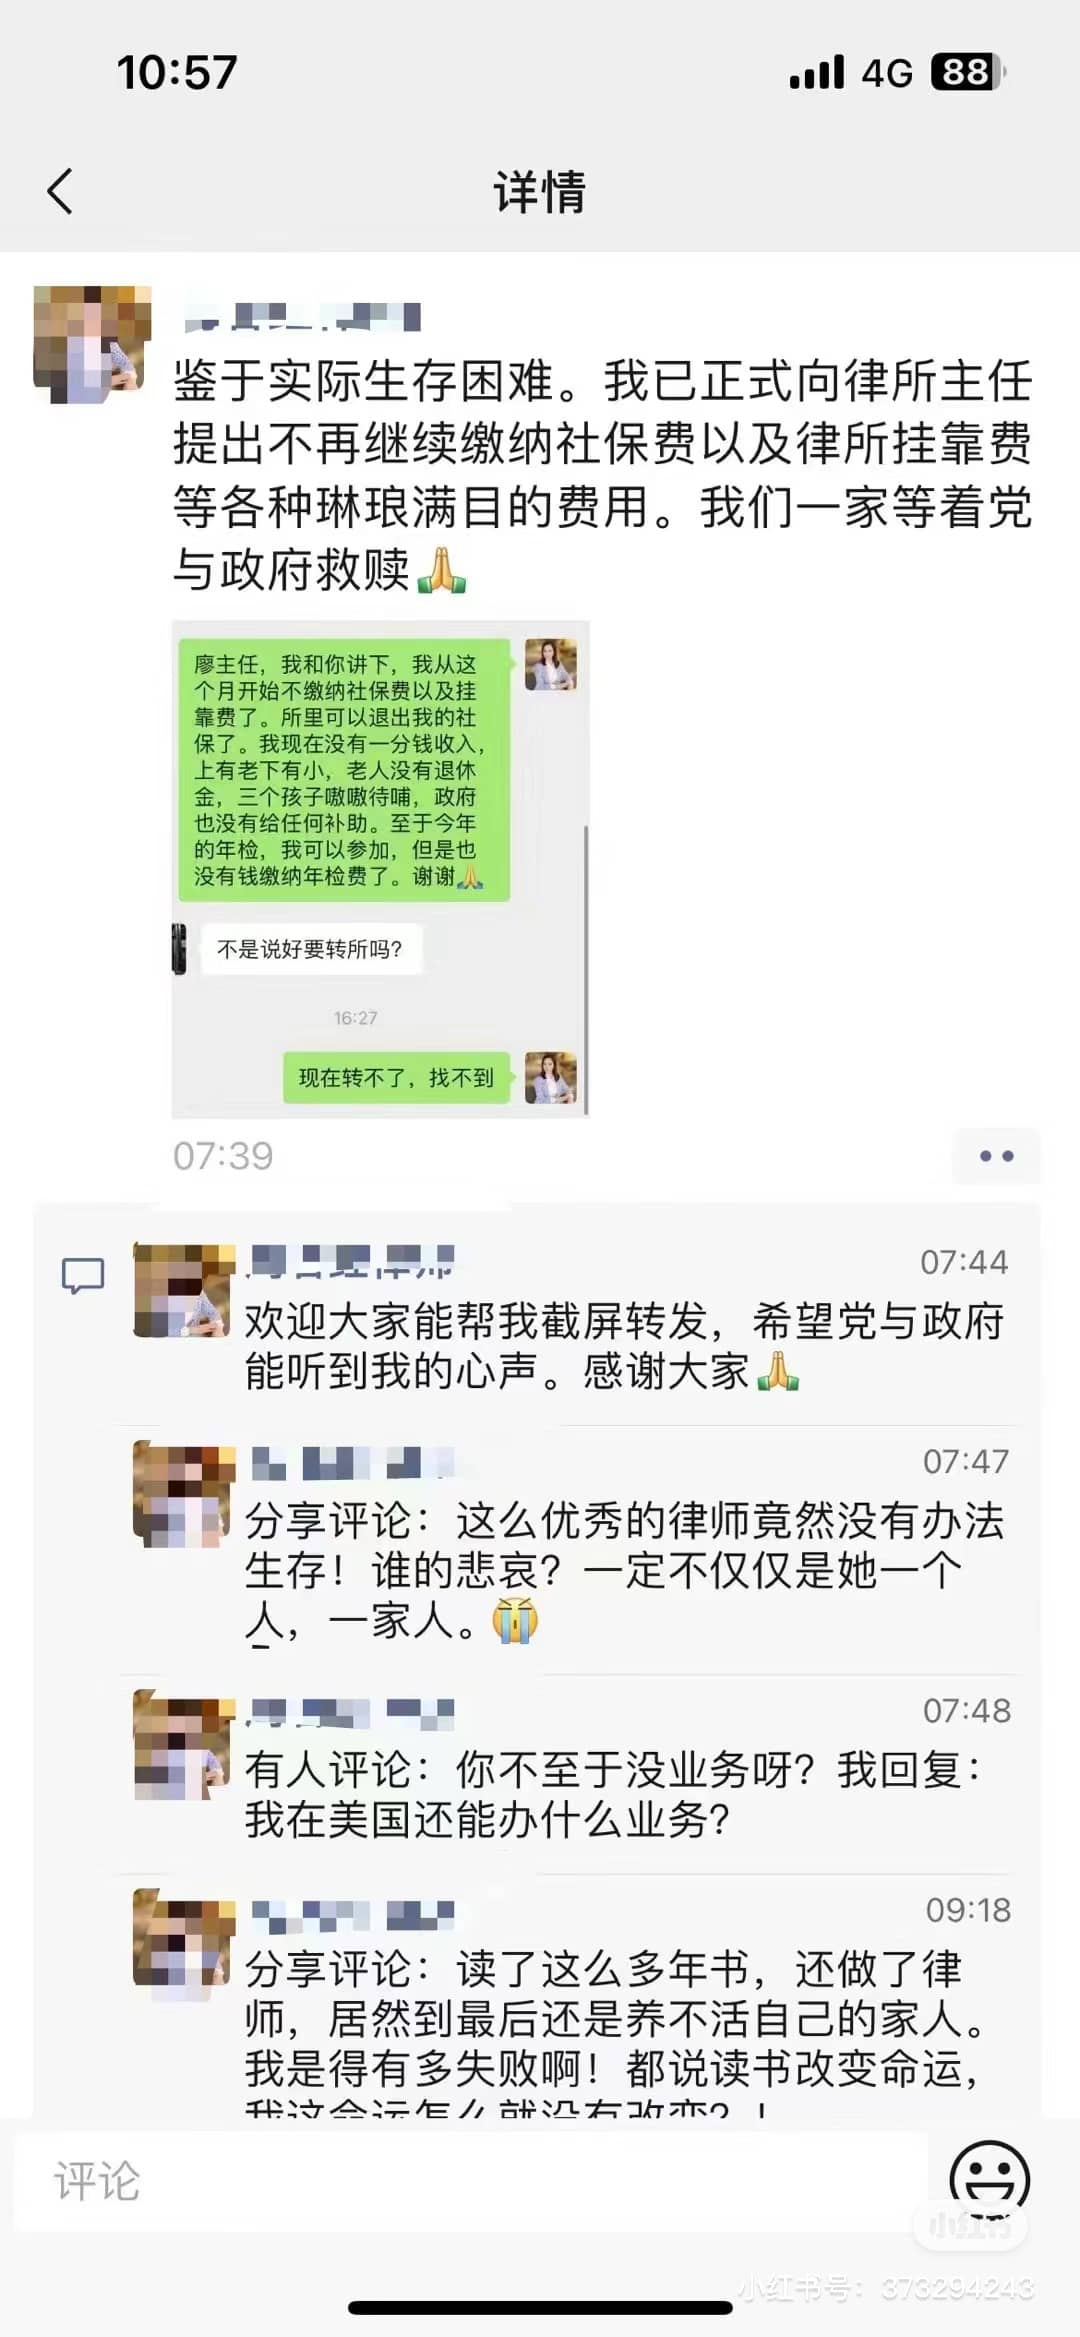 10:57
4G 88
详情
鉴于实际生存困难。我已正式向律所主任
提出不再继续缴纳社保费以及律所挂靠费
等各种琳琅满目的费用。我们一家等着党
与政府救赎🙏
廖主任，我和你讲下，我从这
个月开始不缴纳社保费以及挂
靠费了。所里可以退出我的社
保了。我现在没有一分钱收入，
上有老下有小，老人没有退休
金，三个孩子嗷嗷待哺，政府
也没有给任何补助。至于今年
的年检，我可以参加，但是也
没有钱缴纳年检费了。谢谢🙏
不是说好要转所吗？
16:27
现在转不了，找不到
07:39
07:44
欢迎大家能帮我截屏转发，希望党与政府
能听到我的心声。感谢大家🙏
07:47
分享评论：这么优秀的律师竟然没有办法
生存！谁的悲哀？一定不仅仅是她一个
人，一家人。😭
07:48
有人评论：你不至于没业务呀？我回复：
我在美国还能办什么业务？
09:18
分享评论：读了这么多年书，还做了律
师，居然到最后还是养不活自己的家人。
我是得有多失败啊！都说读书改变命运，
我这命运怎么就没有改变？！
评论
小红书
小红书号：373294243